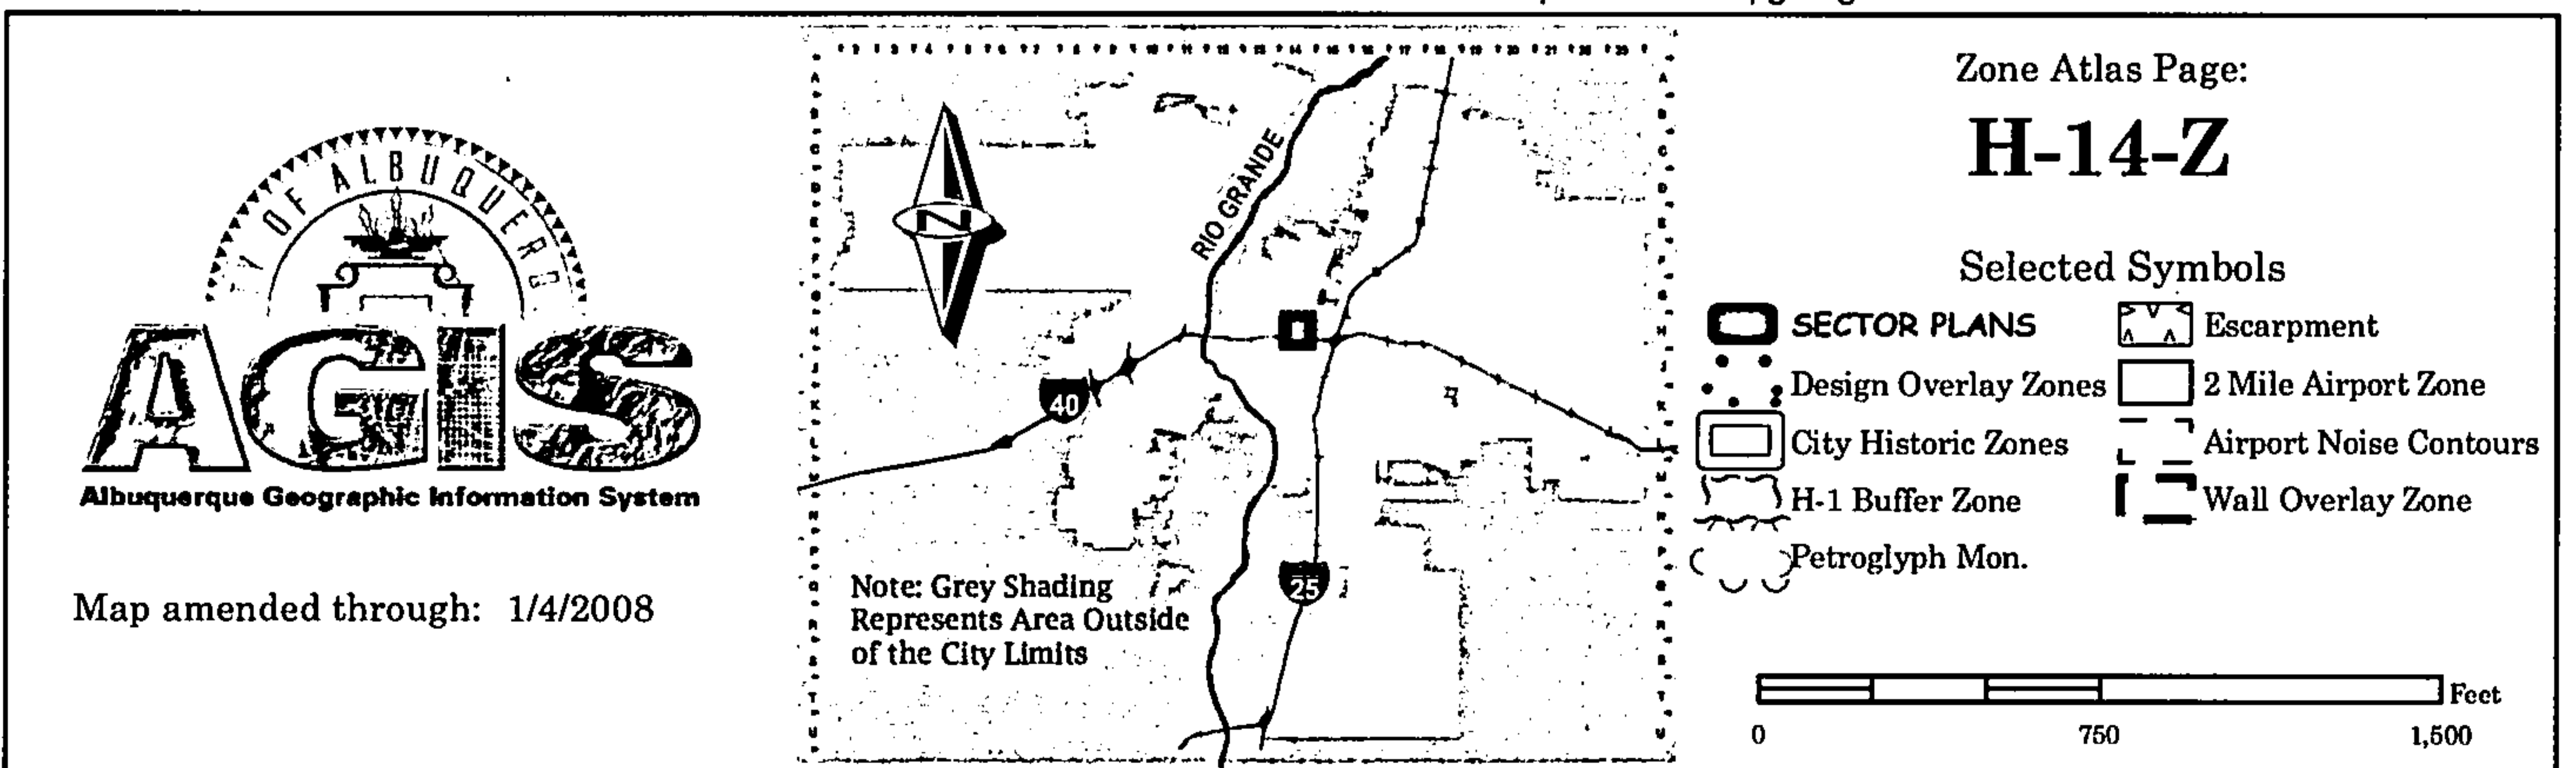 Y OF ALBUQUERQ
AGIS
Albuquerque Geographic Information System
Map amended through: 1/4/2008
RIO GRANDE
N
40
25
Note: Grey Shading
Represents Area Outside
of the City Limits
Zone Atlas Page:
H-14-Z
Selected Symbols
SECTOR PLANS
Design Overlay Zones
City Historic Zones
H-1 Buffer Zone
Petroglyph Mon.
Escarpment
2 Mile Airport Zone
Airport Noise Contours
Wall Overlay Zone
Feet
0 750 1,500